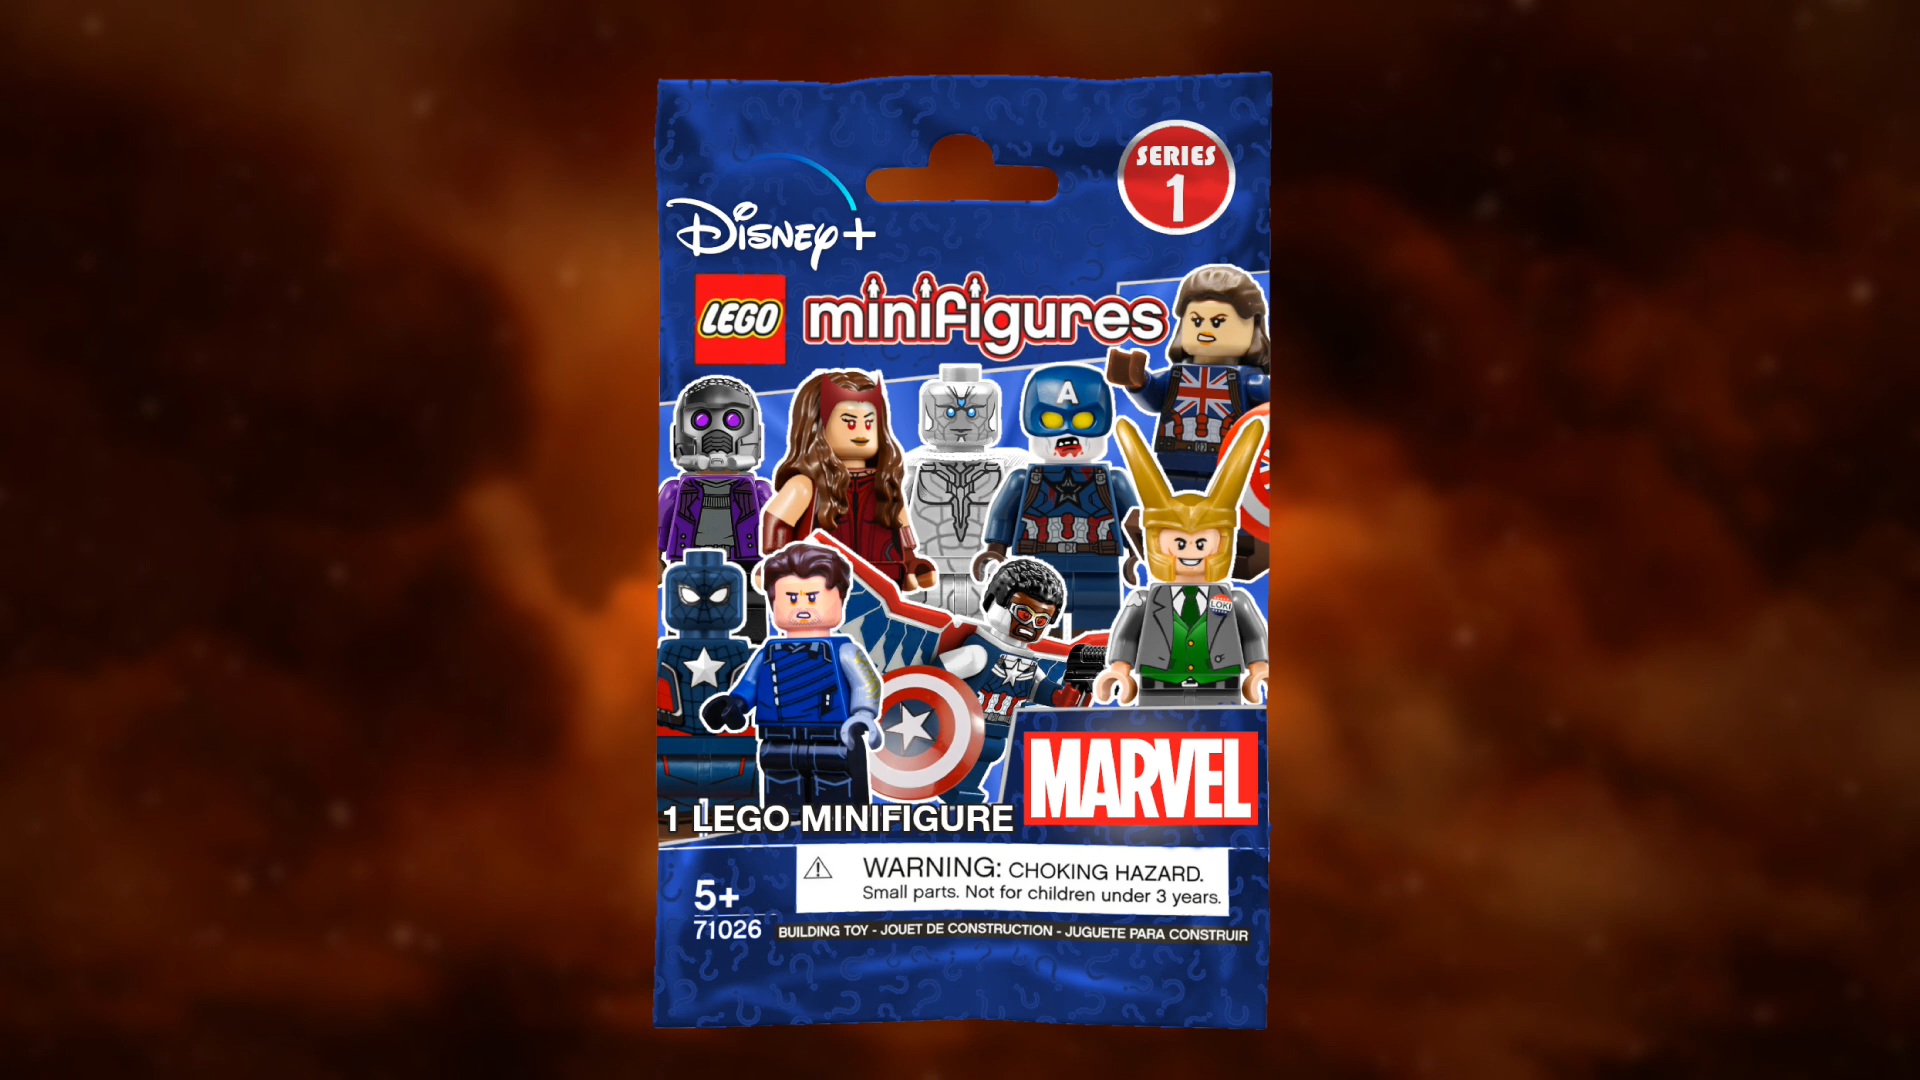 SERIES
1
Disney+
LEGO minifigures
A
LOKI
MARVEL
1 LEGO MINIFIGURE
WARNING: CHOKING HAZARD.
Small parts. Not for children under 3 years.
5+
71026
BUILDING TOY - JOUET DE CONSTRUCTION - JUGUETE PARA CONSTRUIR